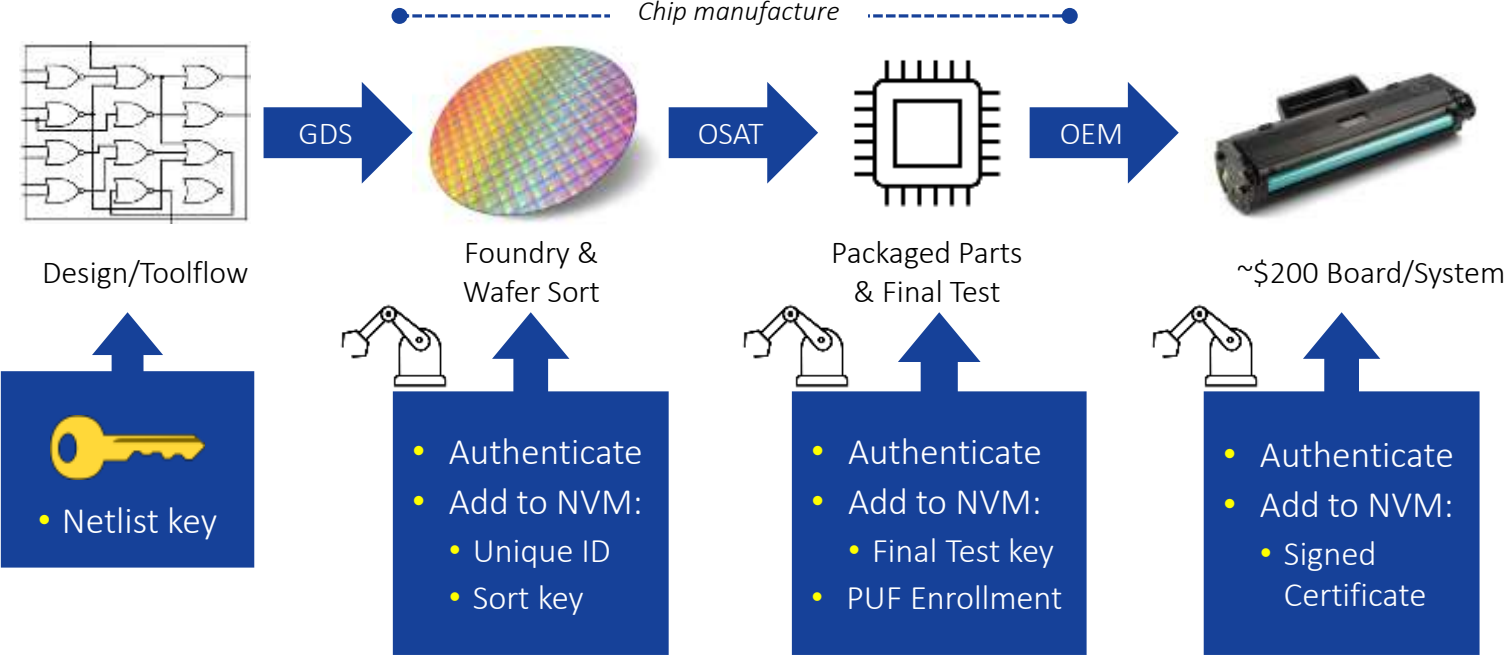 Chip manufacture
GDS
OSAT
OEM
Design/Toolflow
Foundry &
Wafer Sort
Packaged Parts
& Final Test
~$200 Board/System
• Netlist key
• Authenticate
• Add to NVM:
• Unique ID
• Sort key
• Authenticate
• Add to NVM:
• Final Test key
• PUF Enrollment
• Authenticate
• Add to NVM:
• Signed
Certificate